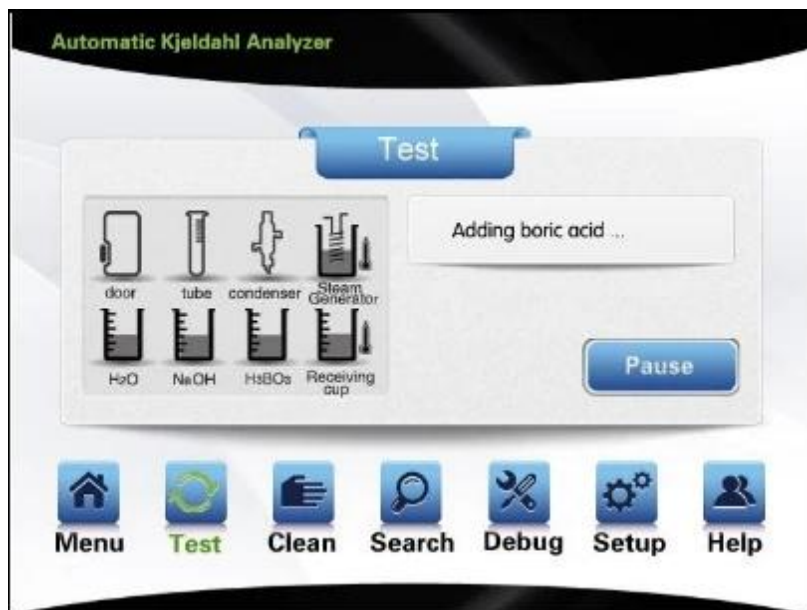 Automatic Kjeldahl Analyzer
Test
Adding boric acid ...
door tube condenser Steam Generator
H2O NaOH H3BO3 Receiving cup
Pause
Menu Test Clean Search Debug Setup Help